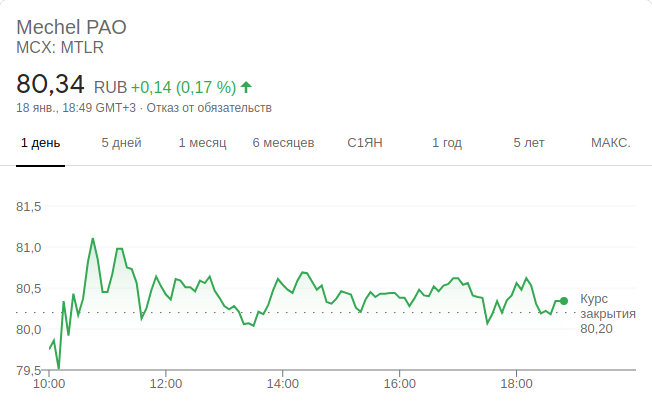 Mechel PAO
MCX: MTLR
80,34 RUB +0,14 (0,17 %)
18 янв., 18:49 GMT+3 · Отказ от обязательств
1 день 5 дней 1 месяц 6 месяцев С1ЯН 1 год 5 лет МАКС.
81,5
81,0
80,5
80,0
79,5
Курс
закрытия
80,20
10:00 12:00 14:00 16:00 18:00